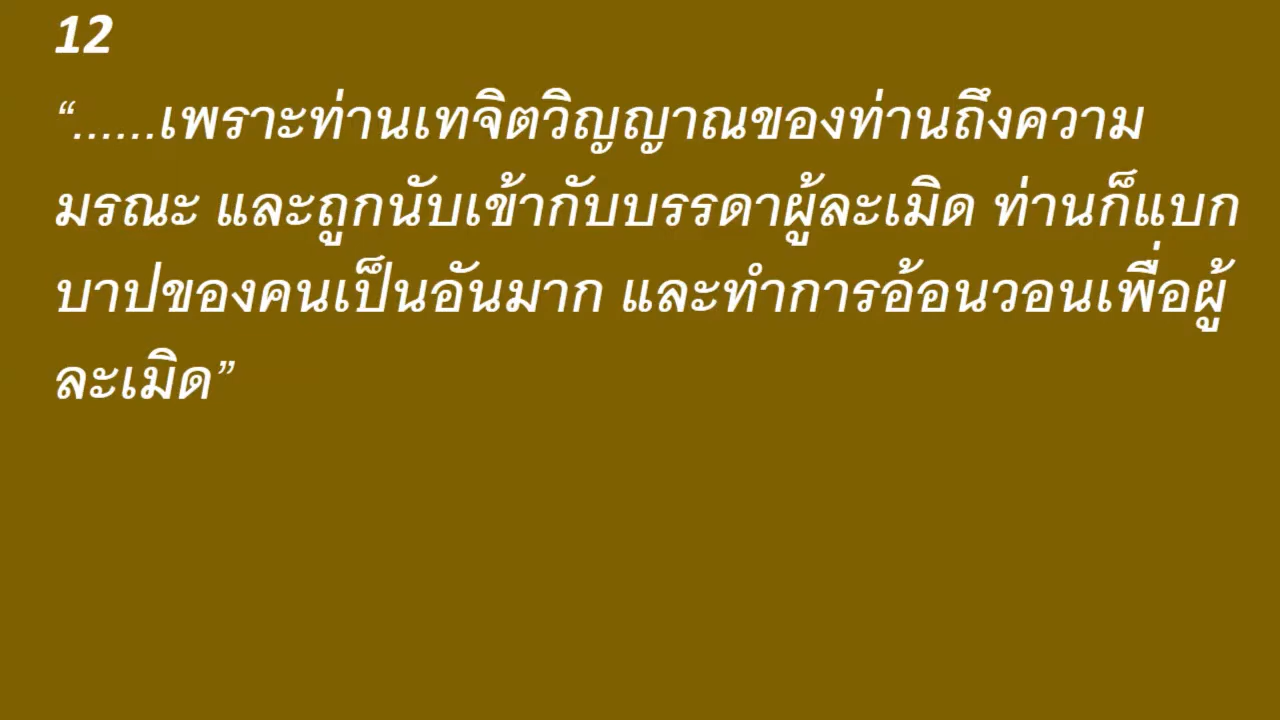 12
“......เพราะท่านเทจิตวิญญาณของท่านถึงความ
มรณะ และถูกนับเข้ากับบรรดาผู้ละเมิด ท่านก็แบก
บาปของคนเป็นอันมาก และทำการอ้อนวอนเพื่อผู้
ละเมิด”